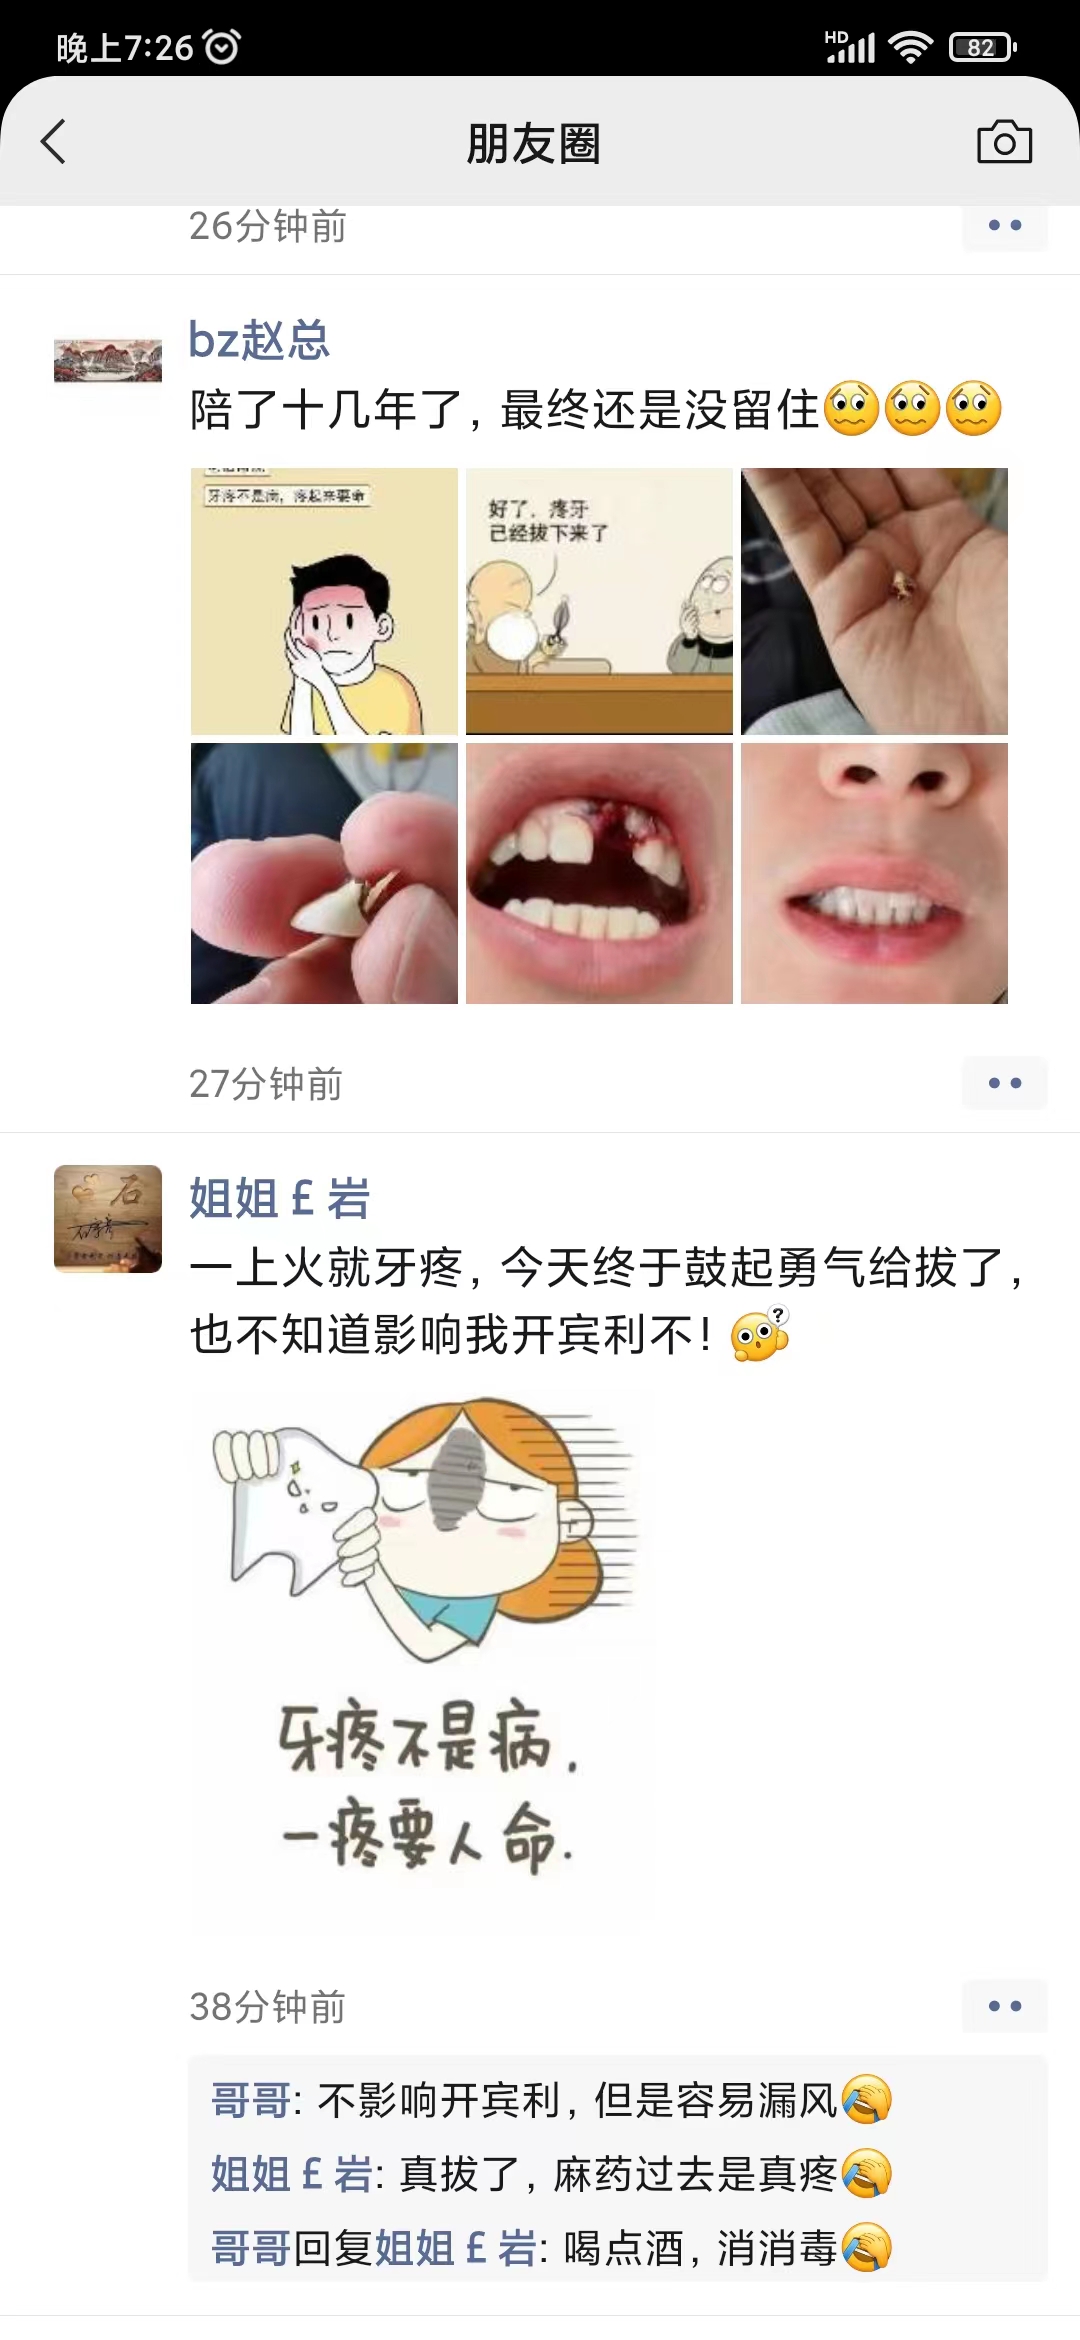 晚上7:26
HD
82
朋友圈
26分钟前
bz赵总
陪了十几年了，最终还是没留住
牙疼不是病，疼起来要命
好了，疼牙
已经拔下来了
27分钟前
石
姐姐￡岩
一上火就牙疼，今天终于鼓起勇气给拔了，
也不知道影响我开宾利不！
牙疼不是病，
一疼要人命.
38分钟前
哥哥: 不影响开宾利，但是容易漏风
姐姐￡岩: 真拔了，麻药过去是真疼
哥哥回复姐姐￡岩: 喝点酒，消消毒